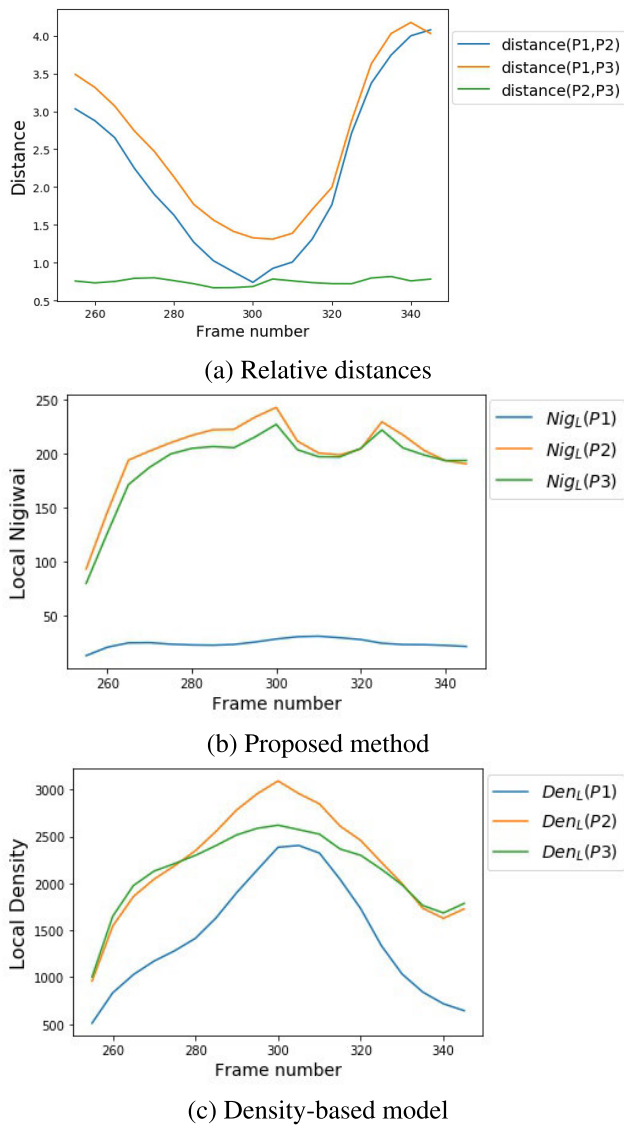 4.0
3.5
3.0
2.5
2.0
1.5
1.0
0.5
Distance
260
280
300
320
340
Frame number
distance(P1,P2)
distance(P1,P3)
distance(P2,P3)
(a) Relative distances
250
200
150
100
50
Local Nigiwai
260
280
300
320
340
Frame number
Nig_L(P1)
Nig_L(P2)
Nig_L(P3)
(b) Proposed method
3000
2500
2000
1500
1000
500
Local Density
260
280
300
320
340
Frame number
Den_L(P1)
Den_L(P2)
Den_L(P3)
(c) Density-based model